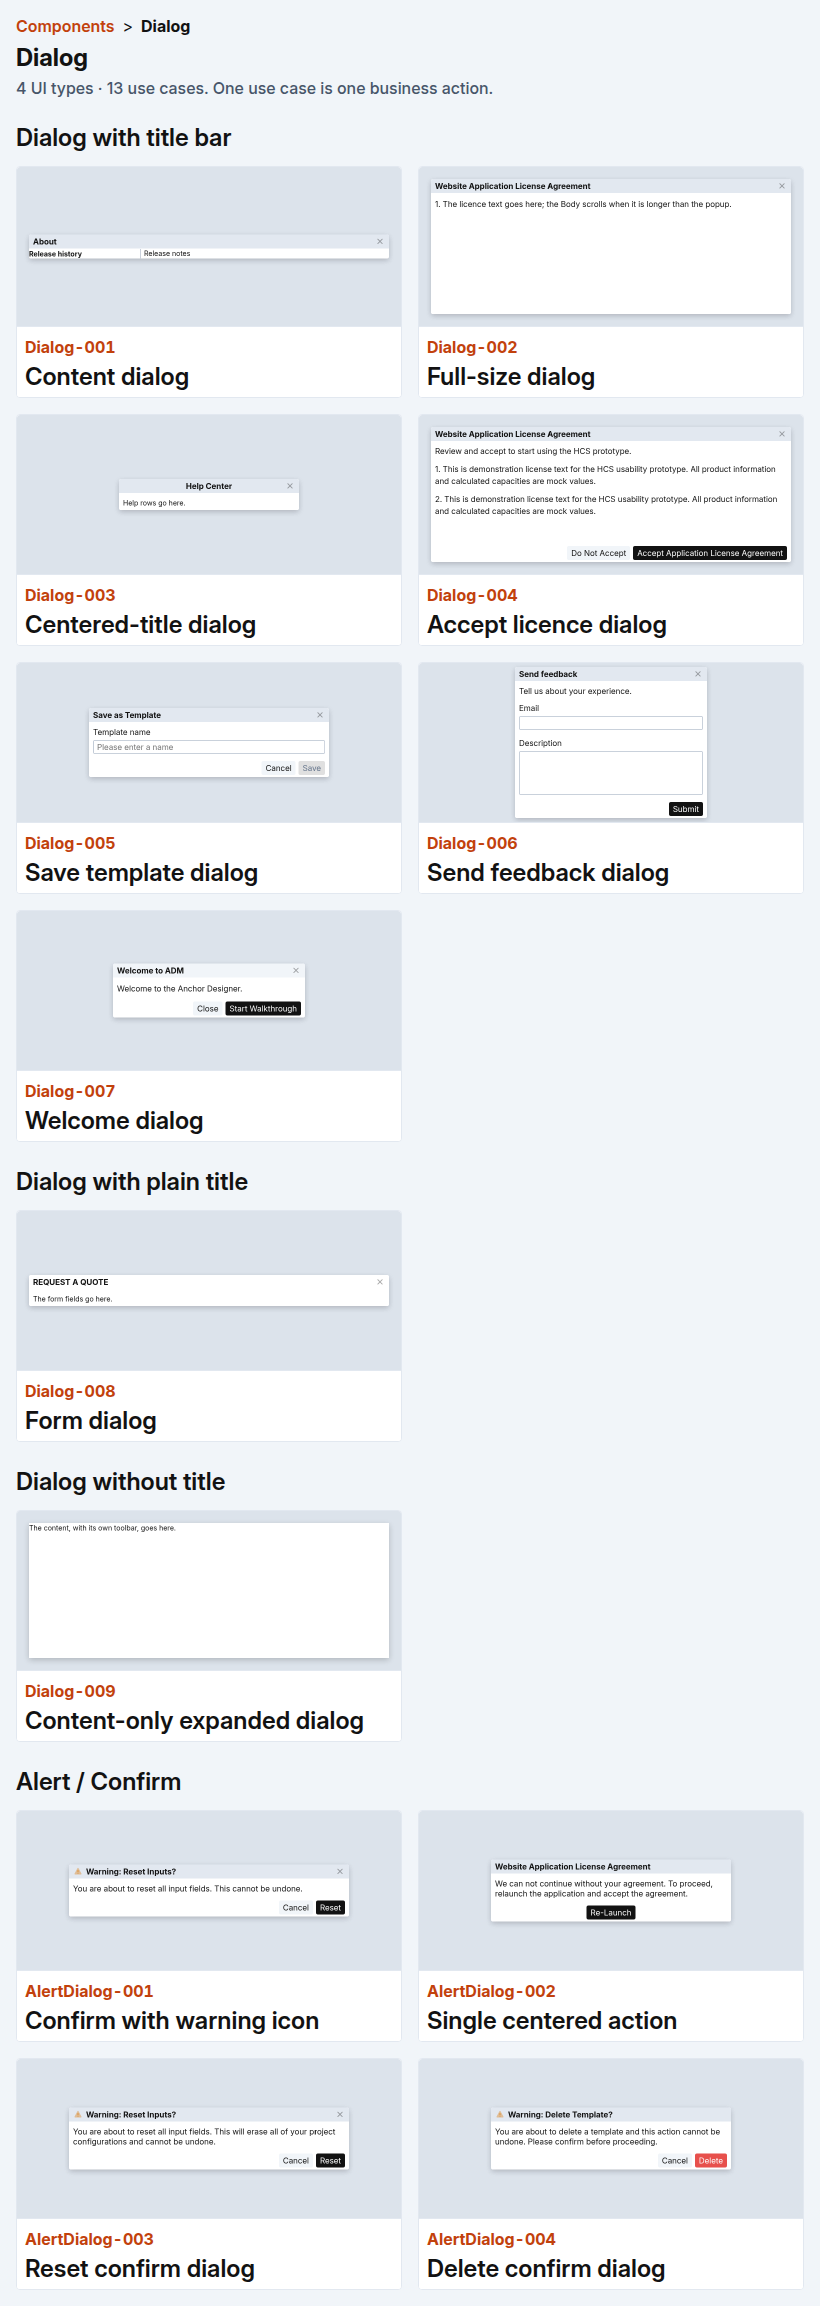 Components > Dialog
Dialog
4 UI types · 13 use cases. One use case is one business action.
Dialog with title bar
About
Release history
Release notes
Dialog-001
Content dialog
Website Application License Agreement
1. The licence text goes here; the Body scrolls when it is longer than the popup.
Dialog-002
Full-size dialog
Help Center
Help rows go here.
Dialog-003
Centered-title dialog
Website Application License Agreement
Review and accept to start using the HCS prototype.
1. This is demonstration license text for the HCS usability prototype. All product information
and calculated capacities are mock values.
2. This is demonstration license text for the HCS usability prototype. All product information
and calculated capacities are mock values.
Do Not Accept
Accept Application License Agreement
Dialog-004
Accept licence dialog
Save as Template
Template name
Please enter a name
Cancel
Save
Dialog-005
Save template dialog
Send feedback
Tell us about your experience.
Email
Description
Submit
Dialog-006
Send feedback dialog
Welcome to ADM
Welcome to the Anchor Designer.
Close
Start Walkthrough
Dialog-007
Welcome dialog
Dialog with plain title
REQUEST A QUOTE
The form fields go here.
Dialog-008
Form dialog
Dialog without title
The content, with its own toolbar, goes here.
Dialog-009
Content-only expanded dialog
Alert / Confirm
Warning: Reset Inputs?
You are about to reset all input fields. This cannot be undone.
Cancel
Reset
AlertDialog-001
Confirm with warning icon
Website Application License Agreement
We can not continue without your agreement. To proceed,
relaunch the application and accept the agreement.
Re-Launch
AlertDialog-002
Single centered action
Warning: Reset Inputs?
You are about to reset all input fields. This will erase all of your project
configurations and cannot be undone.
Cancel
Reset
AlertDialog-003
Reset confirm dialog
Warning: Delete Template?
You are about to delete a template and this action cannot be
undone. Please confirm before proceeding.
Cancel
Delete
AlertDialog-004
Delete confirm dialog